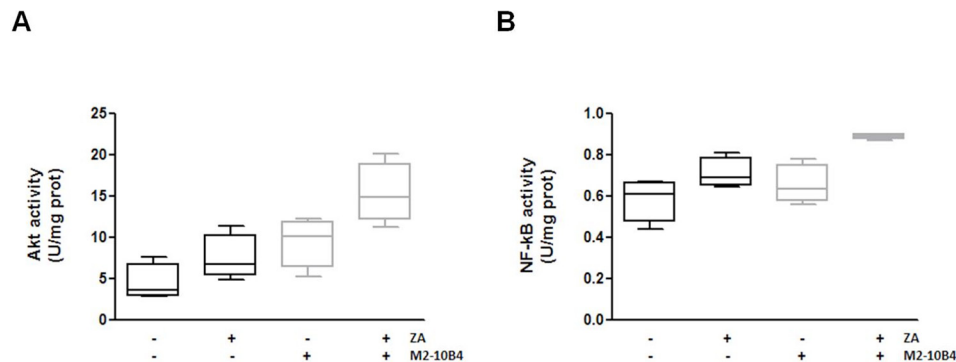 A
Akt activity
(U/mg prot)
25
20
15
10
5
0
- + - + ZA
- - + + M2-10B4
B
NF-kB activity
(U/mg prot)
1.0
0.8
0.6
0.4
0.2
0.0
- + - + ZA
- - + + M2-10B4